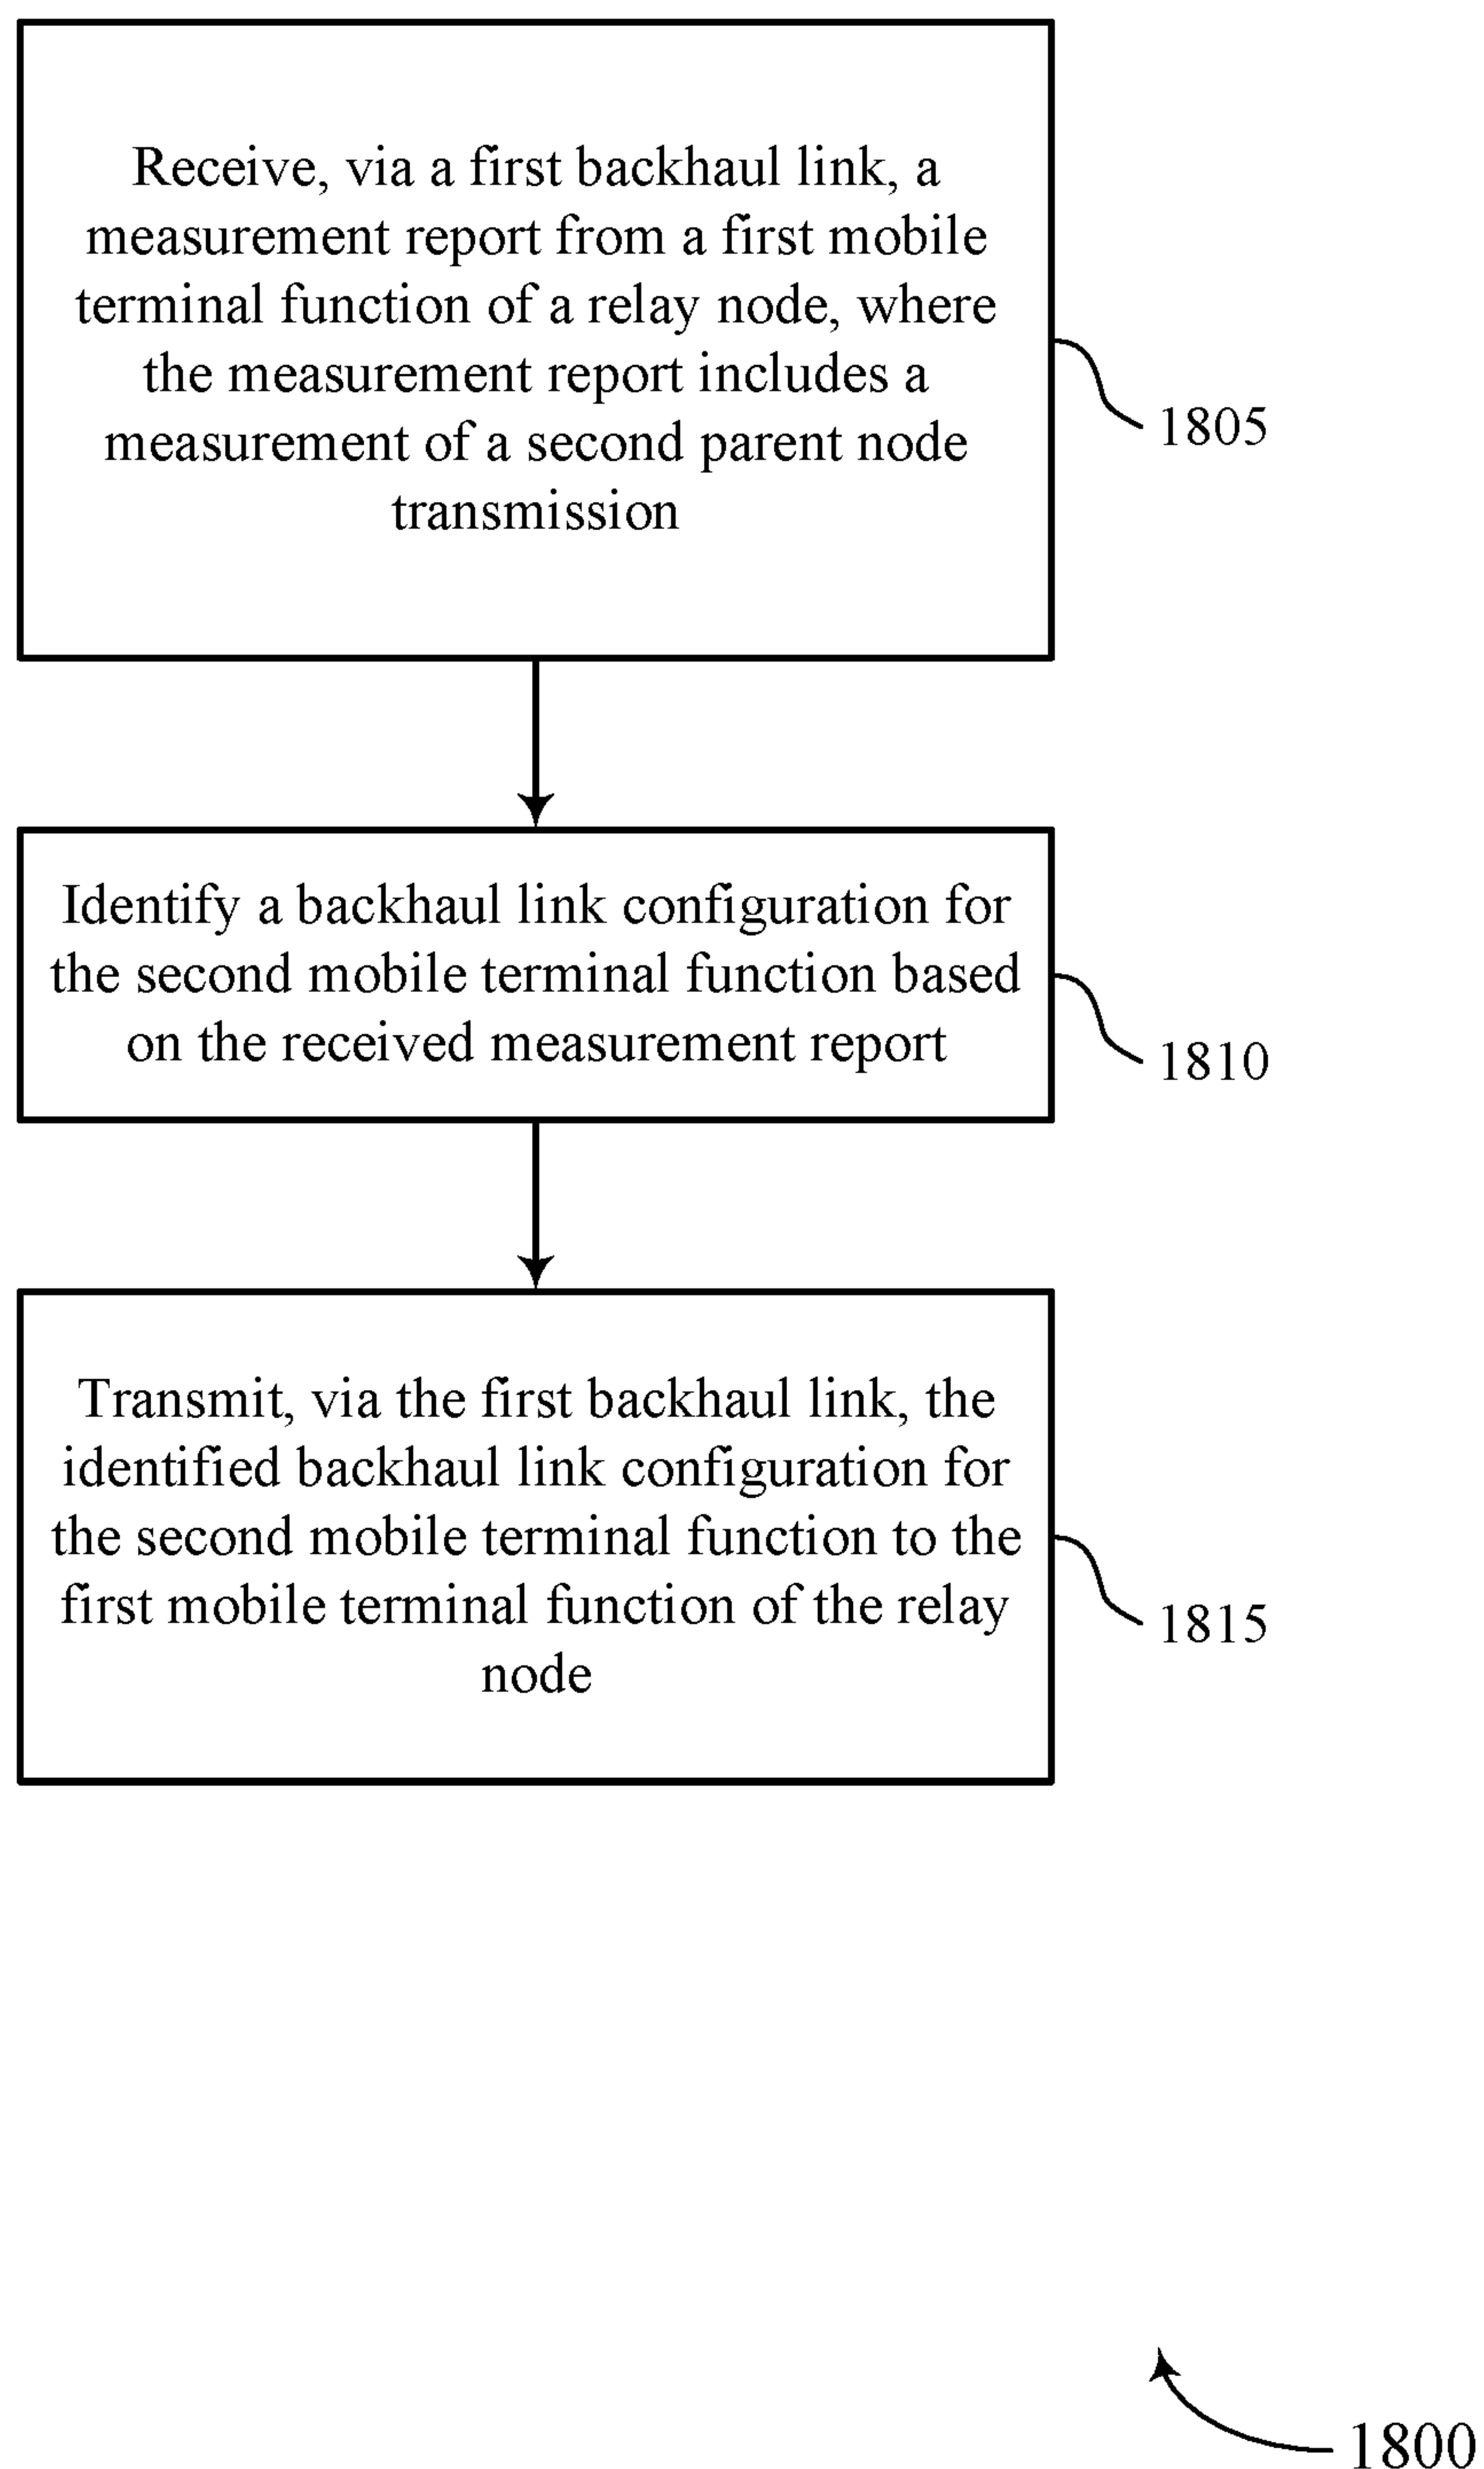 Receive, via a first backhaul link, a
measurement report from a first mobile
terminal function of a relay node, where
the measurement report includes a
measurement of a second parent node
transmission
1805
Identify a backhaul link configuration for
the second mobile terminal function based
on the received measurement report
1810
Transmit, via the first backhaul link, the
identified backhaul link configuration for
the second mobile terminal function to the
first mobile terminal function of the relay
node
1815
1800